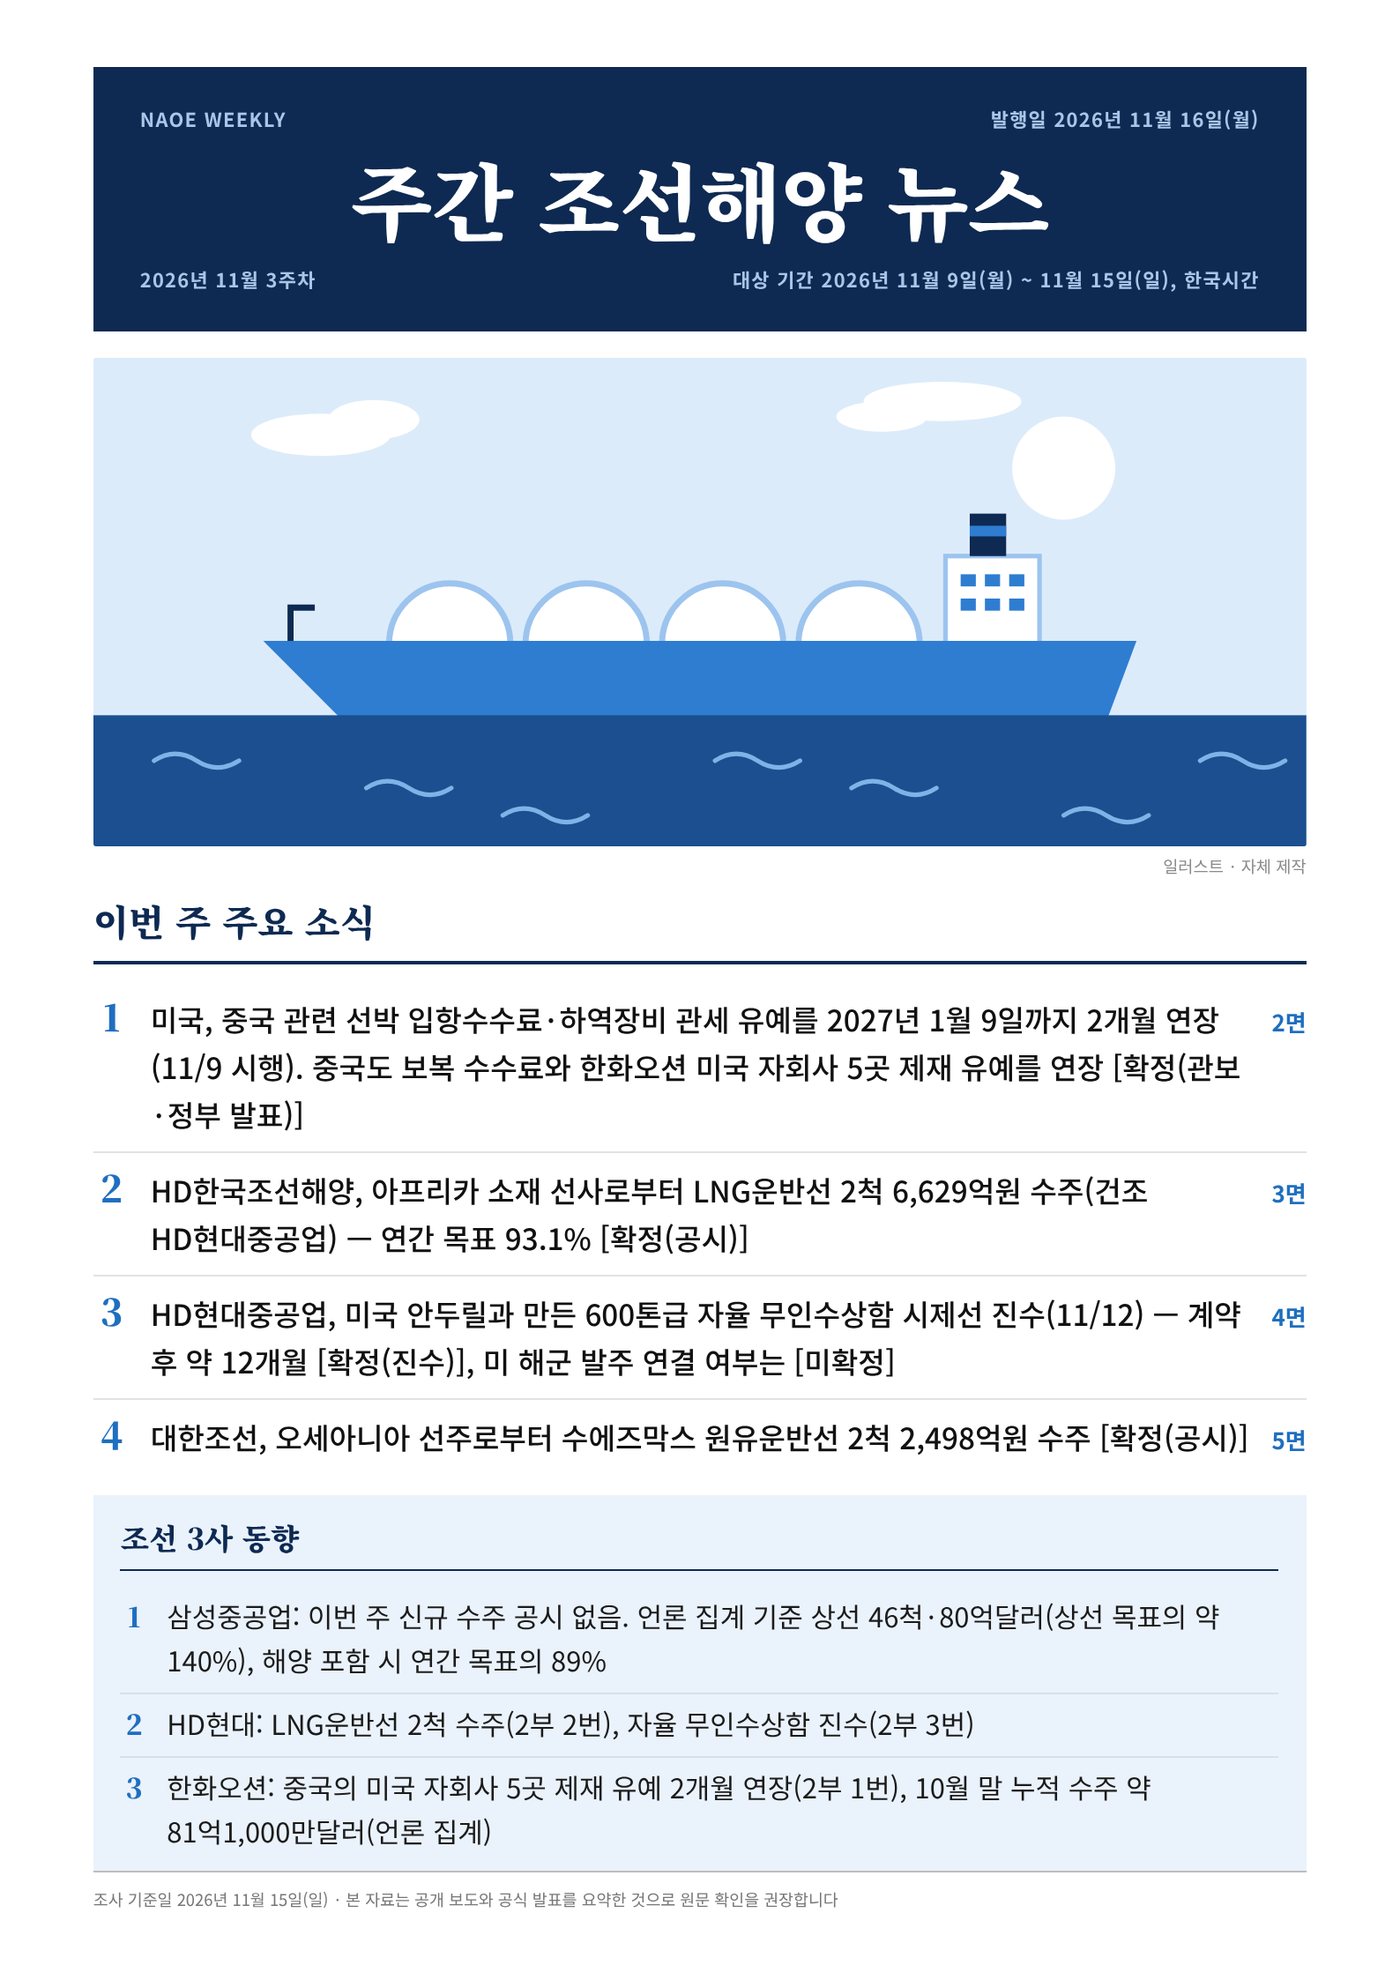 NAOE WEEKLY
발행일 2026년 11월 16일(월)
주간 조선해양 뉴스
2026년 11월 3주차
대상 기간 2026년 11월 9일(월) ~ 11월 15일(일), 한국시간
일러스트 · 자체 제작
이번 주 주요 소식
1 미국, 중국 관련 선박 입항수수료·하역장비 관세 유예를 2027년 1월 9일까지 2개월 연장 2면
(11/9 시행). 중국도 보복 수수료와 한화오션 미국 자회사 5곳 제재 유예를 연장 [확정(관보
·정부 발표)]
2 HD한국조선해양, 아프리카 소재 선사로부터 LNG운반선 2척 6,629억원 수주(건조 3면
HD현대중공업) — 연간 목표 93.1% [확정(공시)]
3 HD현대중공업, 미국 안두릴과 만든 600톤급 자율 무인수상함 시제선 진수(11/12) — 계약 4면
후 약 12개월 [확정(진수)], 미 해군 발주 연결 여부는 [미확정]
4 대한조선, 오세아니아 선주로부터 수에즈막스 원유운반선 2척 2,498억원 수주 [확정(공시)] 5면
조선 3사 동향
1 삼성중공업: 이번 주 신규 수주 공시 없음. 언론 집계 기준 상선 46척·80억달러(상선 목표의 약
140%), 해양 포함 시 연간 목표의 89%
2 HD현대: LNG운반선 2척 수주(2부 2번), 자율 무인수상함 진수(2부 3번)
3 한화오션: 중국의 미국 자회사 5곳 제재 유예 2개월 연장(2부 1번), 10월 말 누적 수주 약
81억1,000만달러(언론 집계)
조사 기준일 2026년 11월 15일(일) · 본 자료는 공개 보도와 공식 발표를 요약한 것으로 원문 확인을 권장합니다